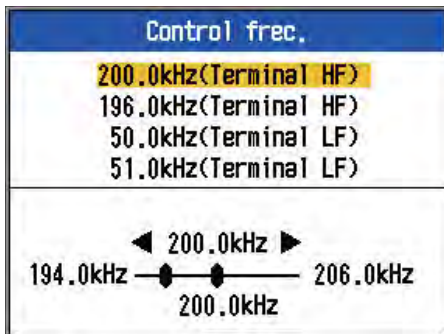 Control frec.
200.0kHz(Terminal HF)
196.0kHz(Terminal HF)
50.0kHz(Terminal LF)
51.0kHz(Terminal LF)
◀ 200.0kHz ▶
194.0kHz 206.0kHz
200.0kHz